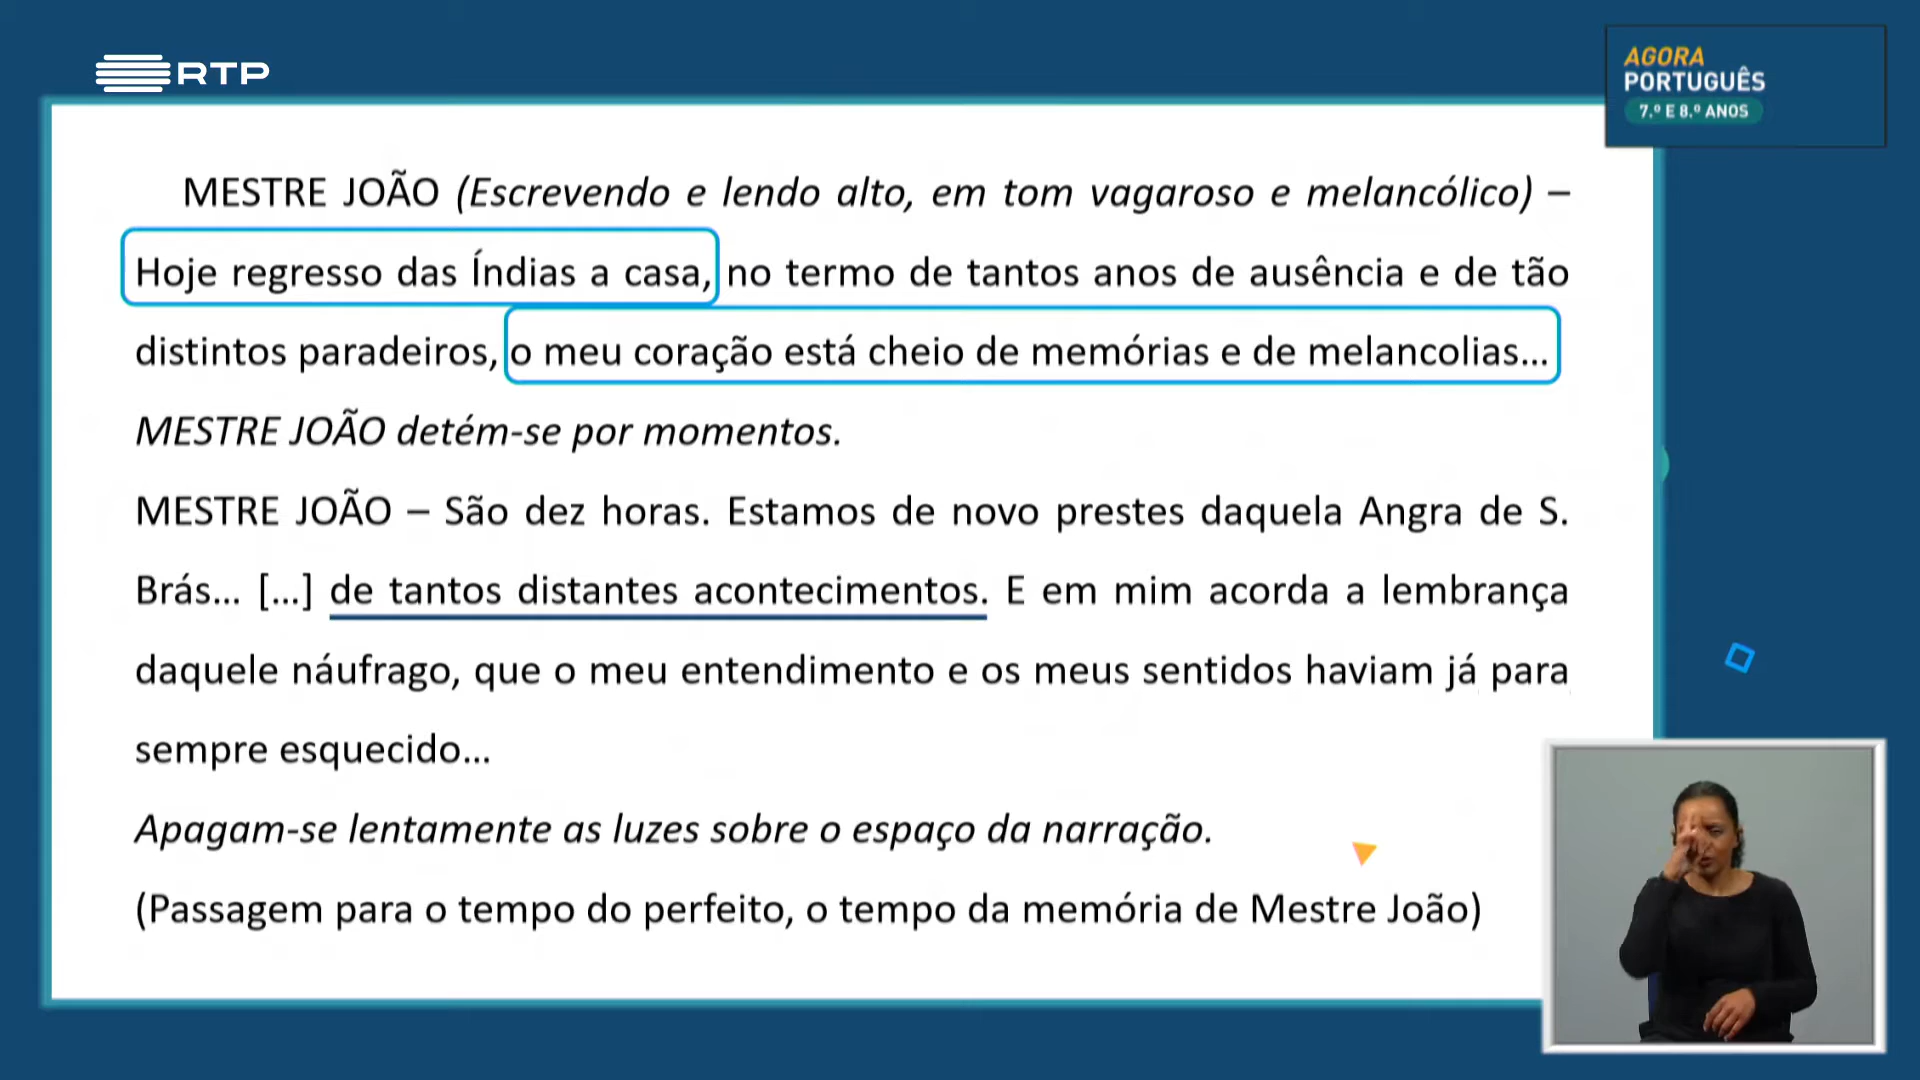 RTP
AGORA
PORTUGUÊS
7.º E 8.º ANOS
MESTRE JOÃO (Escrevendo e lendo alto, em tom vagaroso e melancólico) –
Hoje regresso das Índias a casa, no termo de tantos anos de ausência e de tão
distintos paradeiros, o meu coração está cheio de memórias e de melancolias...
MESTRE JOÃO detém-se por momentos.
MESTRE JOÃO – São dez horas. Estamos de novo prestes daquela Angra de S.
Brás... [...] de tantos distantes acontecimentos. E em mim acorda a lembrança
daquele náufrago, que o meu entendimento e os meus sentidos haviam já para
sempre esquecido...
Apagam-se lentamente as luzes sobre o espaço da narração.
(Passagem para o tempo do perfeito, o tempo da memória de Mestre João)